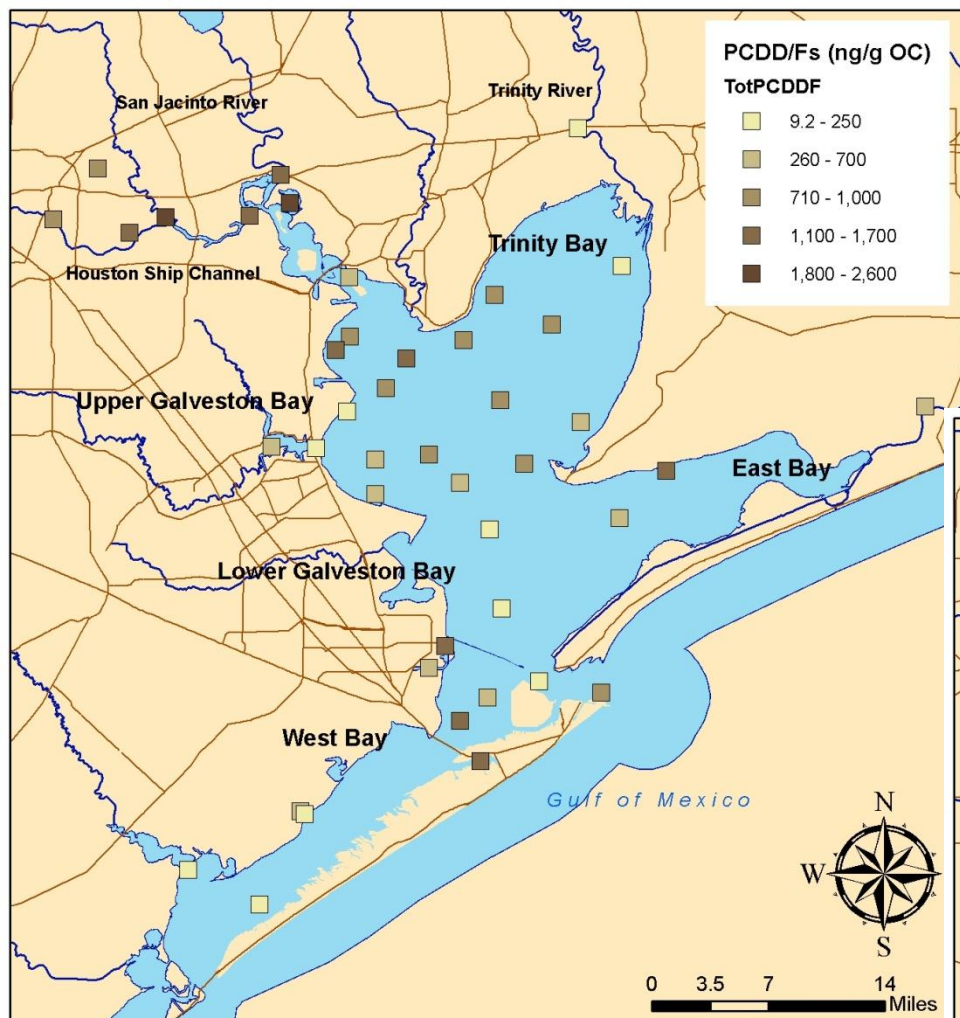 PCDD/Fs (ng/g OC)
TotPCDDF
9.2 - 250
260 - 700
710 - 1,000
1,100 - 1,700
1,800 - 2,600
San Jacinto River
Trinity River
Trinity Bay
Houston Ship Channel
Upper Galveston Bay
East Bay
Lower Galveston Bay
West Bay
Gulf of Mexico
N
W
E
S
0 3.5 7 14
Miles